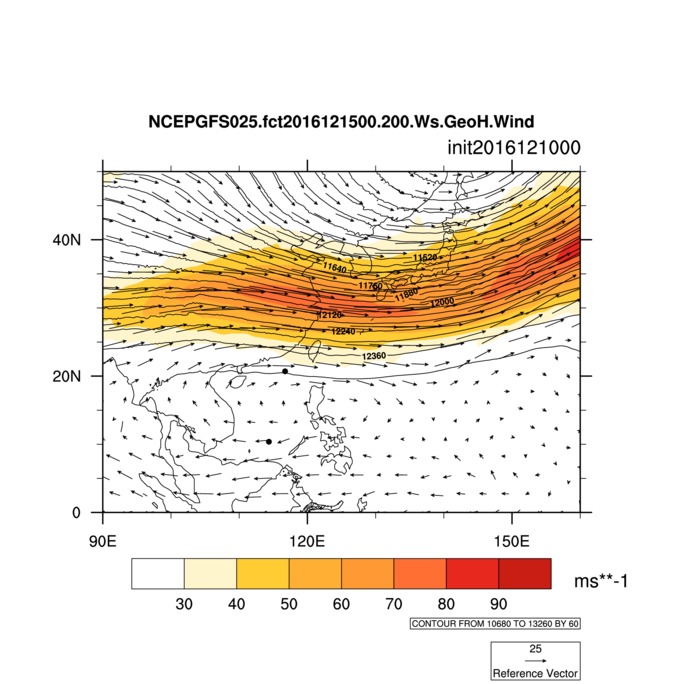 NCEPGFS025.fct2016121500.200.Ws.GeoH.Wind
init2016121000
40N
20N
0
11640
11520
11760
11880
12000
12120
12240
12360
90E 120E 150E
30 40 50 60 70 80 90
ms**-1
CONTOUR FROM 10680 TO 13260 BY 60
25
Reference Vector